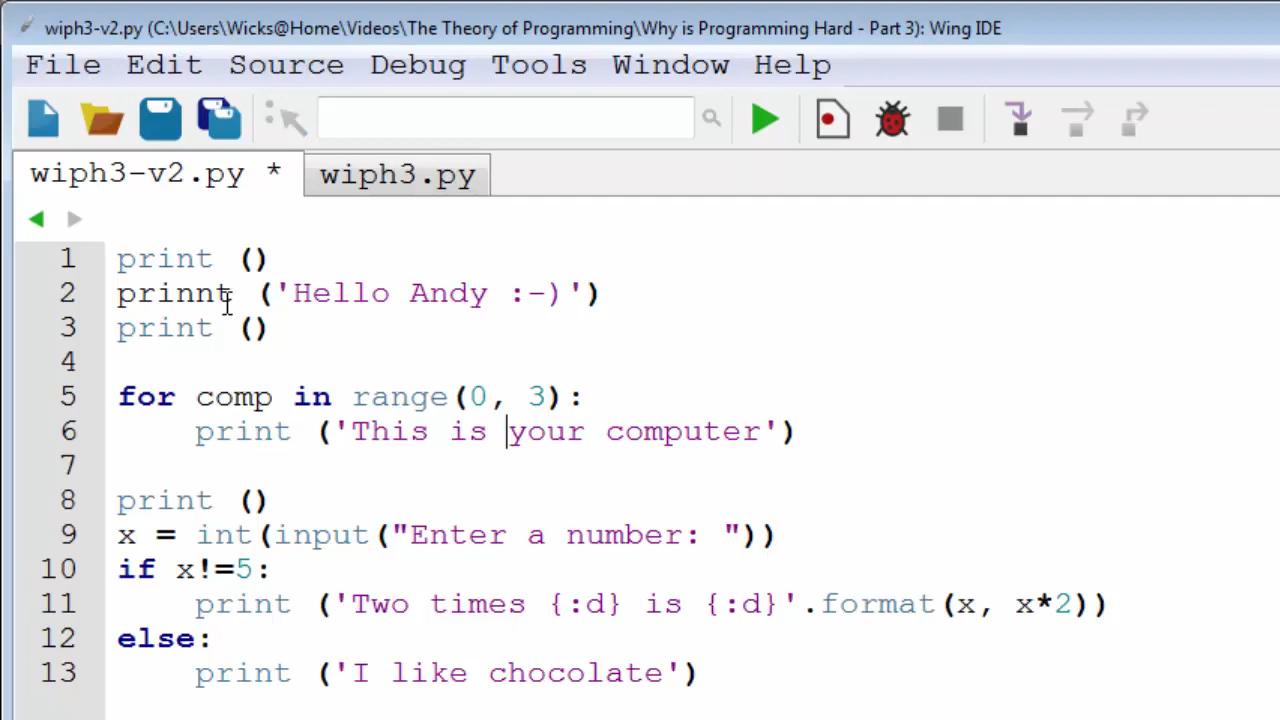 wiph3-v2.py (C:\Users\Wicks@Home\Videos\The Theory of Programming\Why is Programming Hard - Part 3): Wing IDE
File Edit Source Debug Tools Window Help
wiph3-v2.py * wiph3.py
1 print ()
2 prinnt ('Hello Andy :-)')
3 print ()
4
5 for comp in range(0, 3):
6     print ('This is your computer')
7
8 print ()
9 x = int(input("Enter a number: "))
10 if x!=5:
11     print ('Two times {:d} is {:d}'.format(x, x*2))
12 else:
13     print ('I like chocolate')